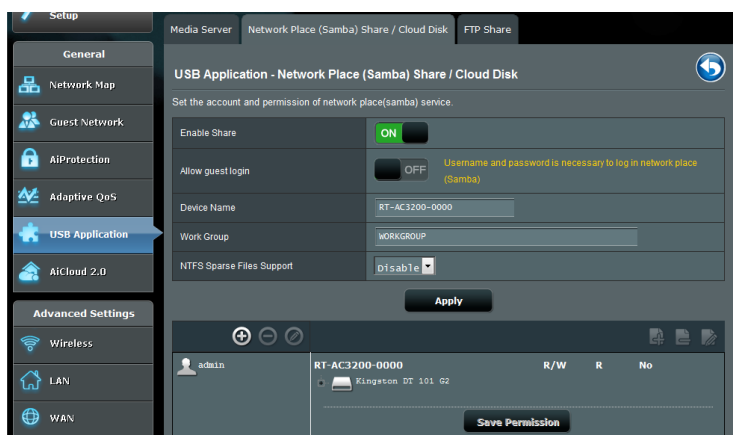 Setup
General
Network Map
Guest Network
AiProtection
Adaptive QoS
USB Application
AiCloud 2.0
Advanced Settings
Wireless
LAN
WAN
Media Server
Network Place (Samba) Share / Cloud Disk
FTP Share
USB Application - Network Place (Samba) Share / Cloud Disk
Set the account and permission of network place(samba) service.
Enable Share
ON
Allow guest login
OFF
Username and password is necessary to log in network place
(Samba)
Device Name
RT-AC3200-0000
Work Group
WORKGROUP
NTFS Sparse Files Support
Disable
Apply
admin
RT-AC3200-0000 R/W R No
Kingston DT 101 G2
Save Permission